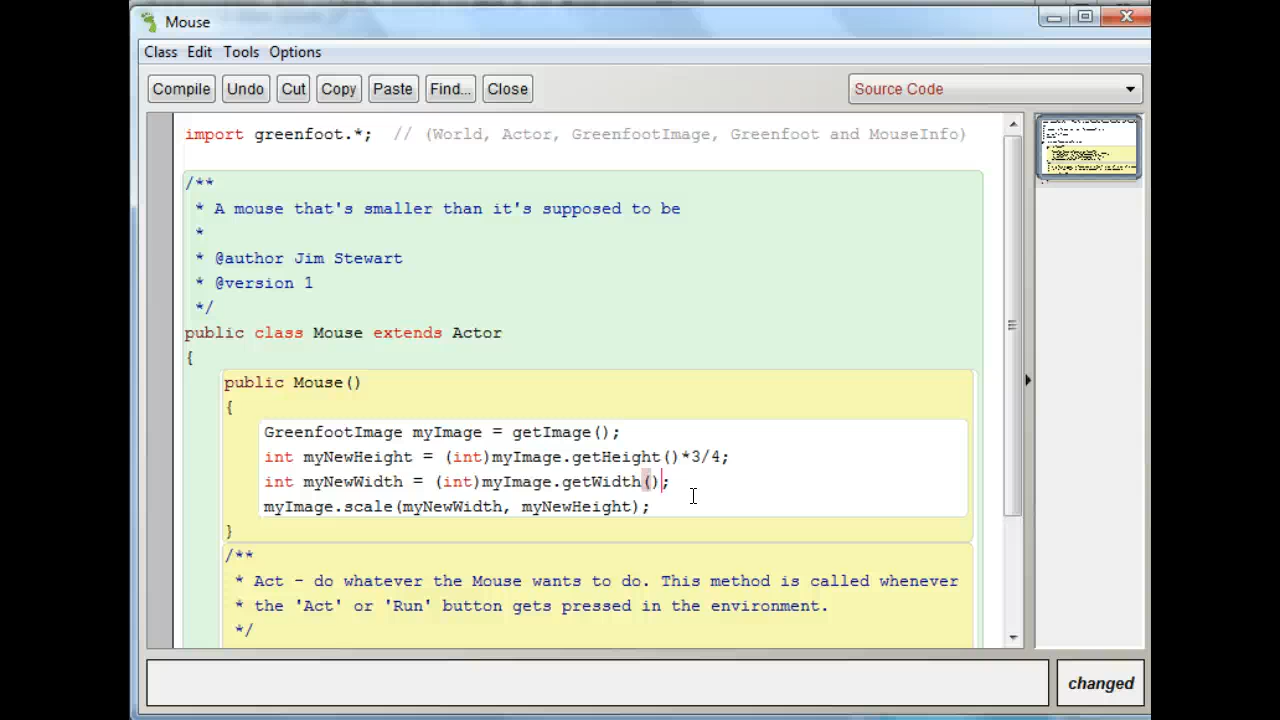 Mouse
Class Edit Tools Options
Compile Undo Cut Copy Paste Find... Close Source Code
import greenfoot.*;  // (World, Actor, GreenfootImage, Greenfoot and MouseInfo)
/**
 * A mouse that's smaller than it's supposed to be
 *
 * @author Jim Stewart
 * @version 1
 */
public class Mouse extends Actor
{
public Mouse()
{
GreenfootImage myImage = getImage();
int myNewHeight = (int)myImage.getHeight()*3/4;
int myNewWidth = (int)myImage.getWidth();
myImage.scale(myNewWidth, myNewHeight);
}
/**
 * Act - do whatever the Mouse wants to do. This method is called whenever
 * the 'Act' or 'Run' button gets pressed in the environment.
 */
changed